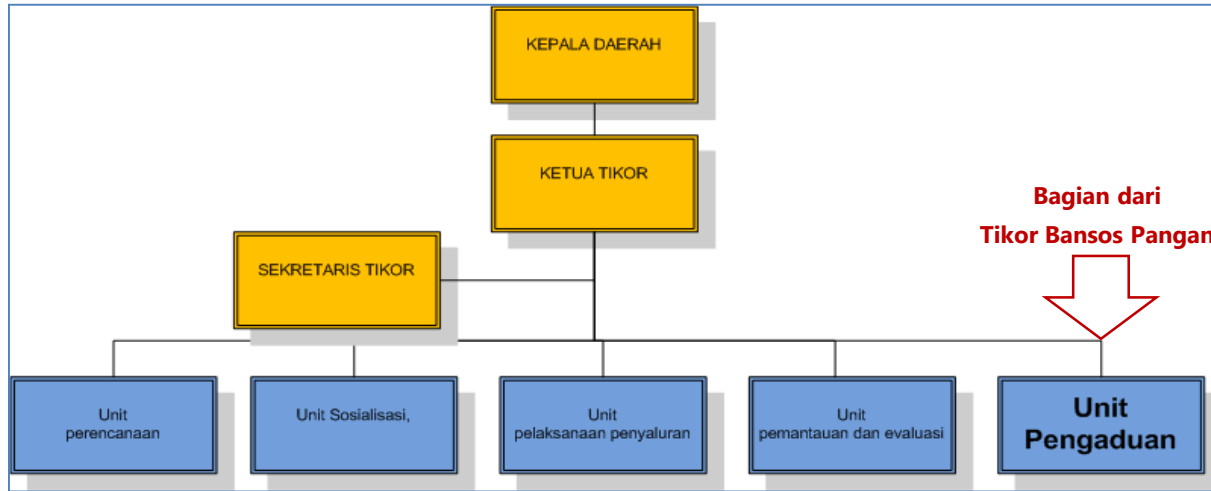 KEPALA DAERAH
KETUA TIKOR
Bagian dari
Tikor Bansos Pangan
SEKRETARIS TIKOR
Unit
perencanaan
Unit Sosialisasi,
Unit
pelaksanaan penyaluran
Unit
pemantauan dan evaluasi
Unit
Pengaduan